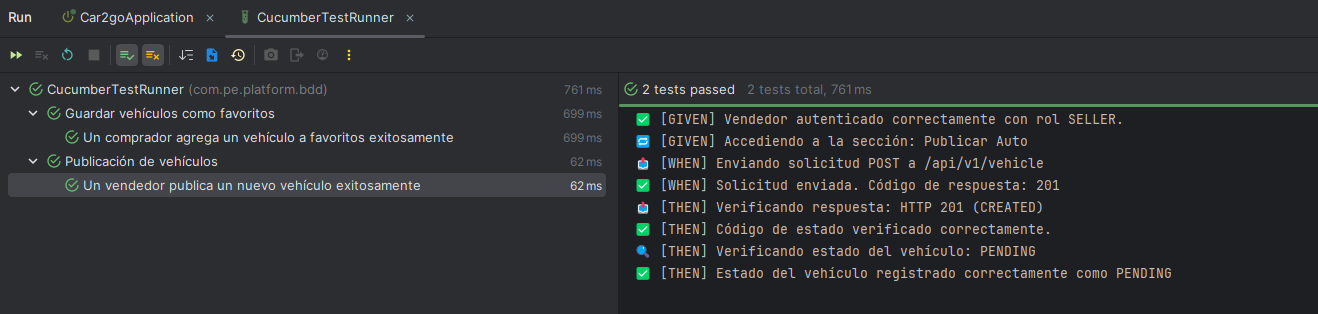 Run Car2goApplication × CucumberTestRunner ×
CucumberTestRunner (com.pe.platform.bdd) 761 ms
Guardar vehículos como favoritos 699 ms
Un comprador agrega un vehículo a favoritos exitosamente 699 ms
Publicación de vehículos 62 ms
Un vendedor publica un nuevo vehículo exitosamente 62 ms
2 tests passed 2 tests total, 761 ms
[GIVEN] Vendedor autenticado correctamente con rol SELLER.
[GIVEN] Accediendo a la sección: Publicar Auto
[WHEN] Enviando solicitud POST a /api/v1/vehicle
[WHEN] Solicitud enviada. Código de respuesta: 201
[THEN] Verificando respuesta: HTTP 201 (CREATED)
[THEN] Código de estado verificado correctamente.
[THEN] Verificando estado del vehículo: PENDING
[THEN] Estado del vehículo registrado correctamente como PENDING